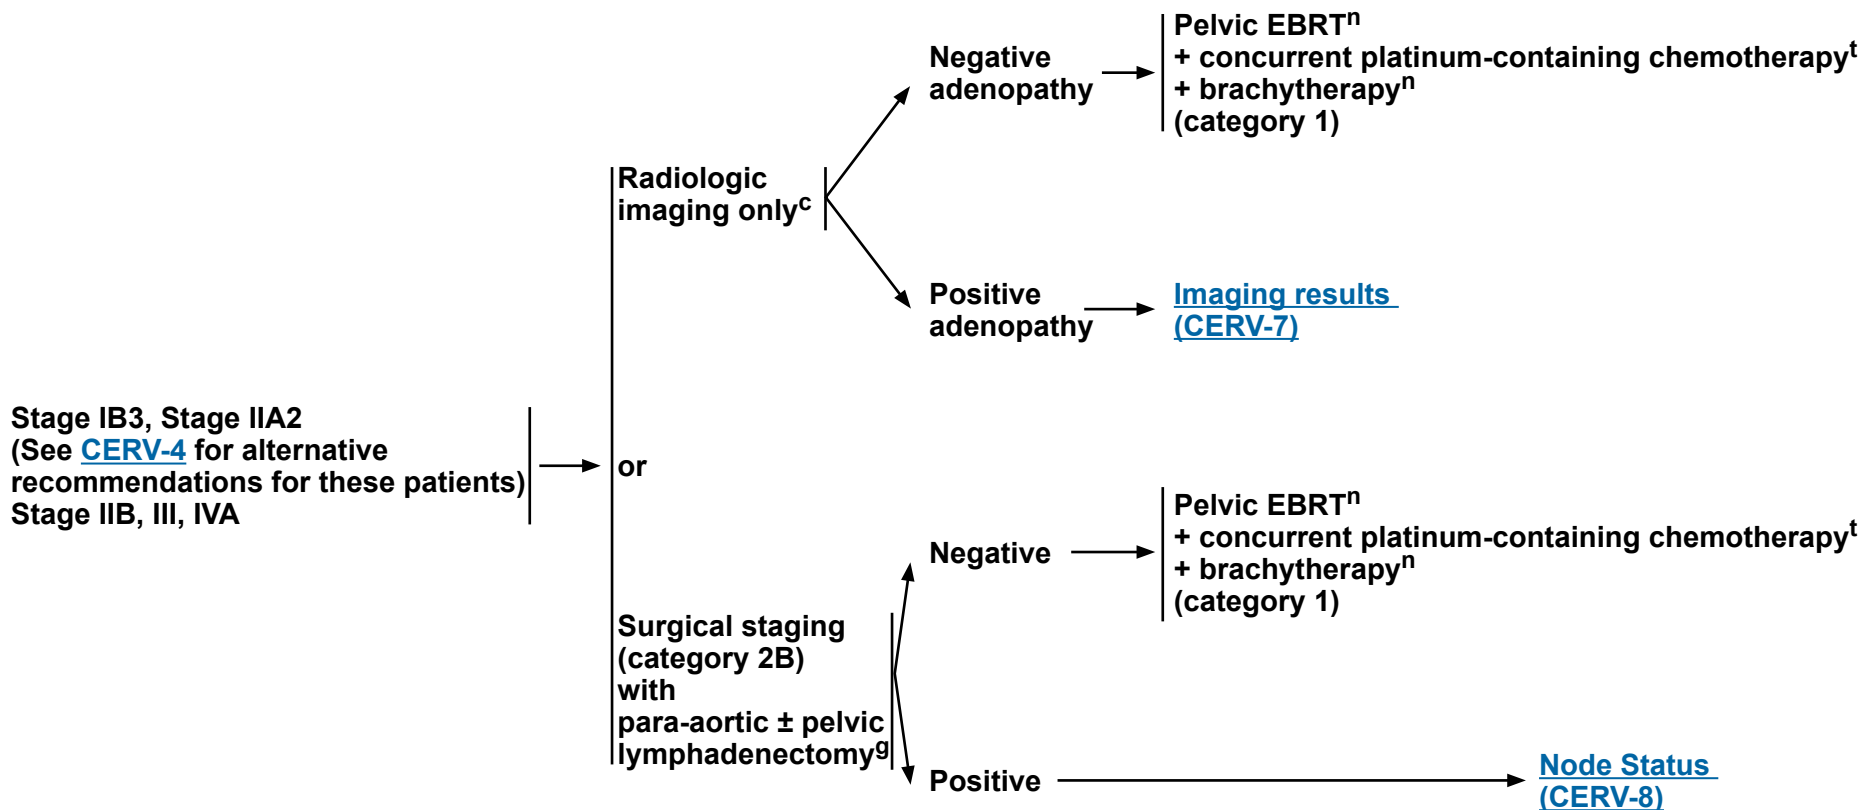 Stage IB3, Stage IIA2
(See CERV-4 for alternative
recommendations for these patients)
Stage IIB, III, IVA
Radiologic
imaging onlyᶜ
or
Surgical staging
(category 2B)
with
para-aortic ± pelvic
lymphadenectomyᵍ
Negative
adenopathy
Pelvic EBRTⁿ
+ concurrent platinum-containing chemotherapyᵗ
+ brachytherapyⁿ
(category 1)
Positive
adenopathy
Imaging results
(CERV-7)
Negative
Pelvic EBRTⁿ
+ concurrent platinum-containing chemotherapyᵗ
+ brachytherapyⁿ
(category 1)
Positive
Node Status
(CERV-8)